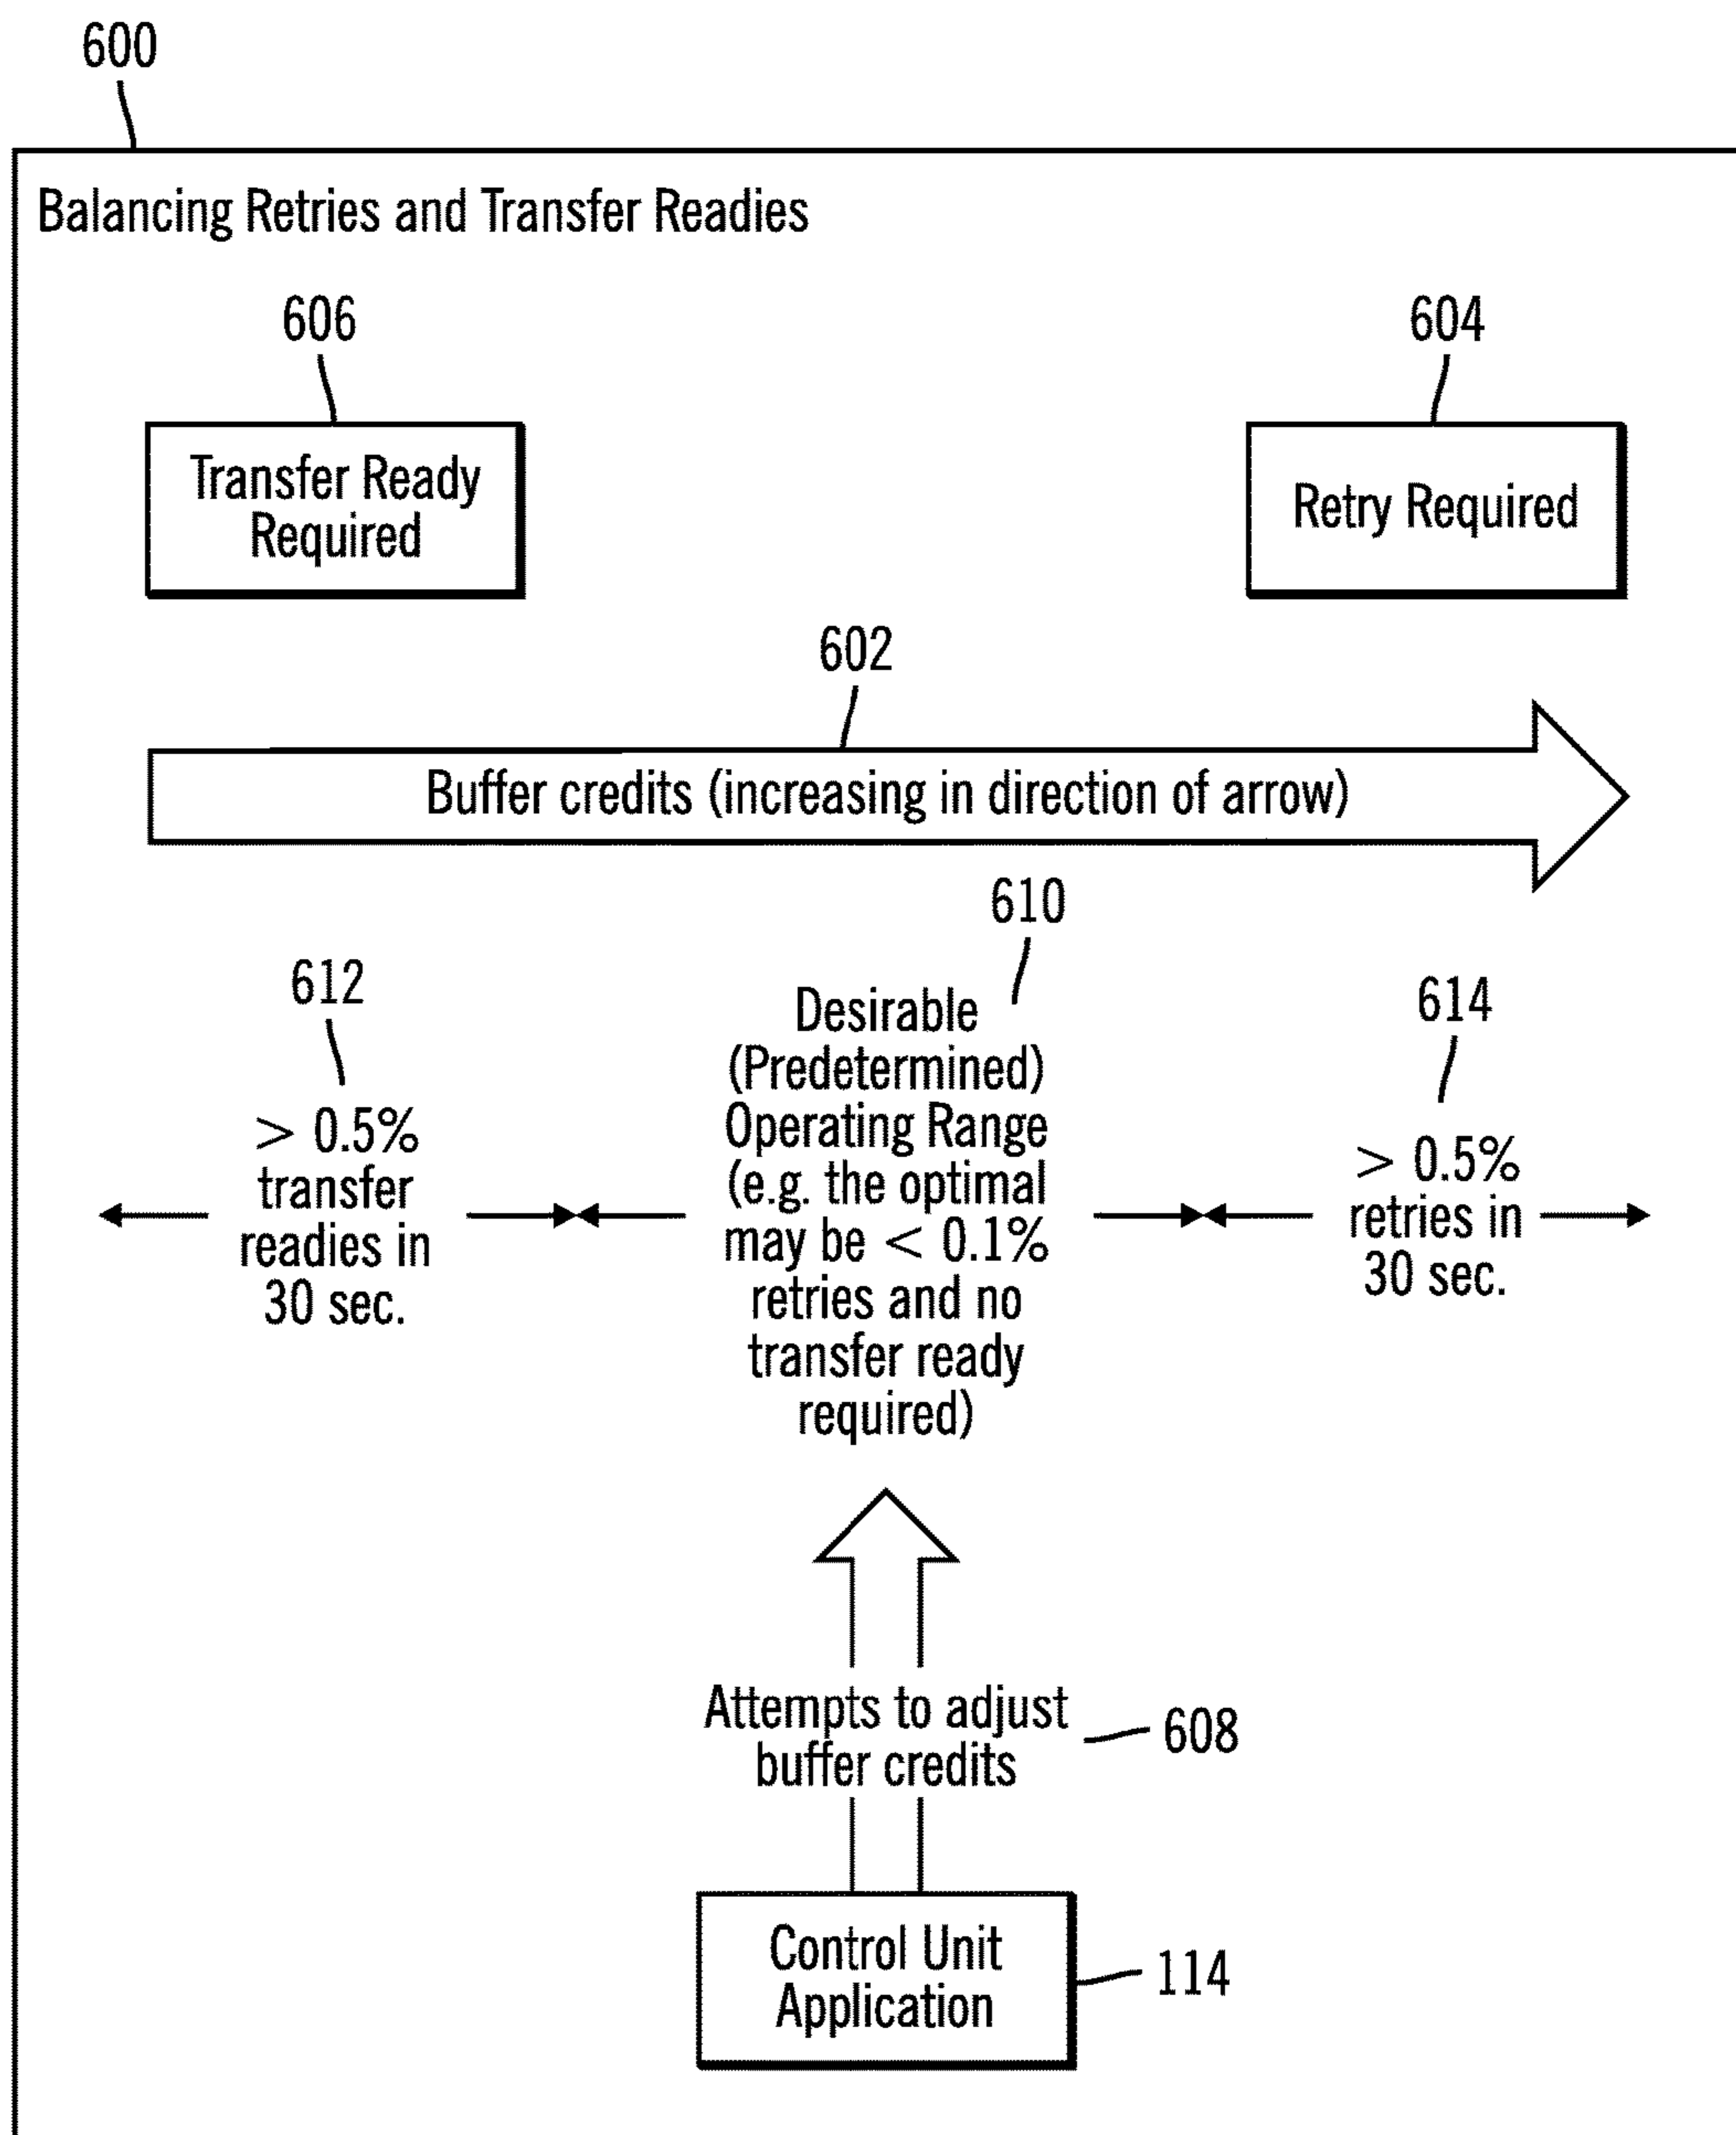 600
Balancing Retries and Transfer Readies
606
604
Transfer Ready
Required
Retry Required
602
Buffer credits (increasing in direction of arrow)
610
612
614
> 0.5%
transfer
readies in
30 sec.
Desirable
(Predetermined)
Operating Range
(e.g. the optimal
may be < 0.1%
retries and no
transfer ready
required)
> 0.5%
retries in
30 sec.
Attempts to adjust
buffer credits
608
Control Unit
Application
114